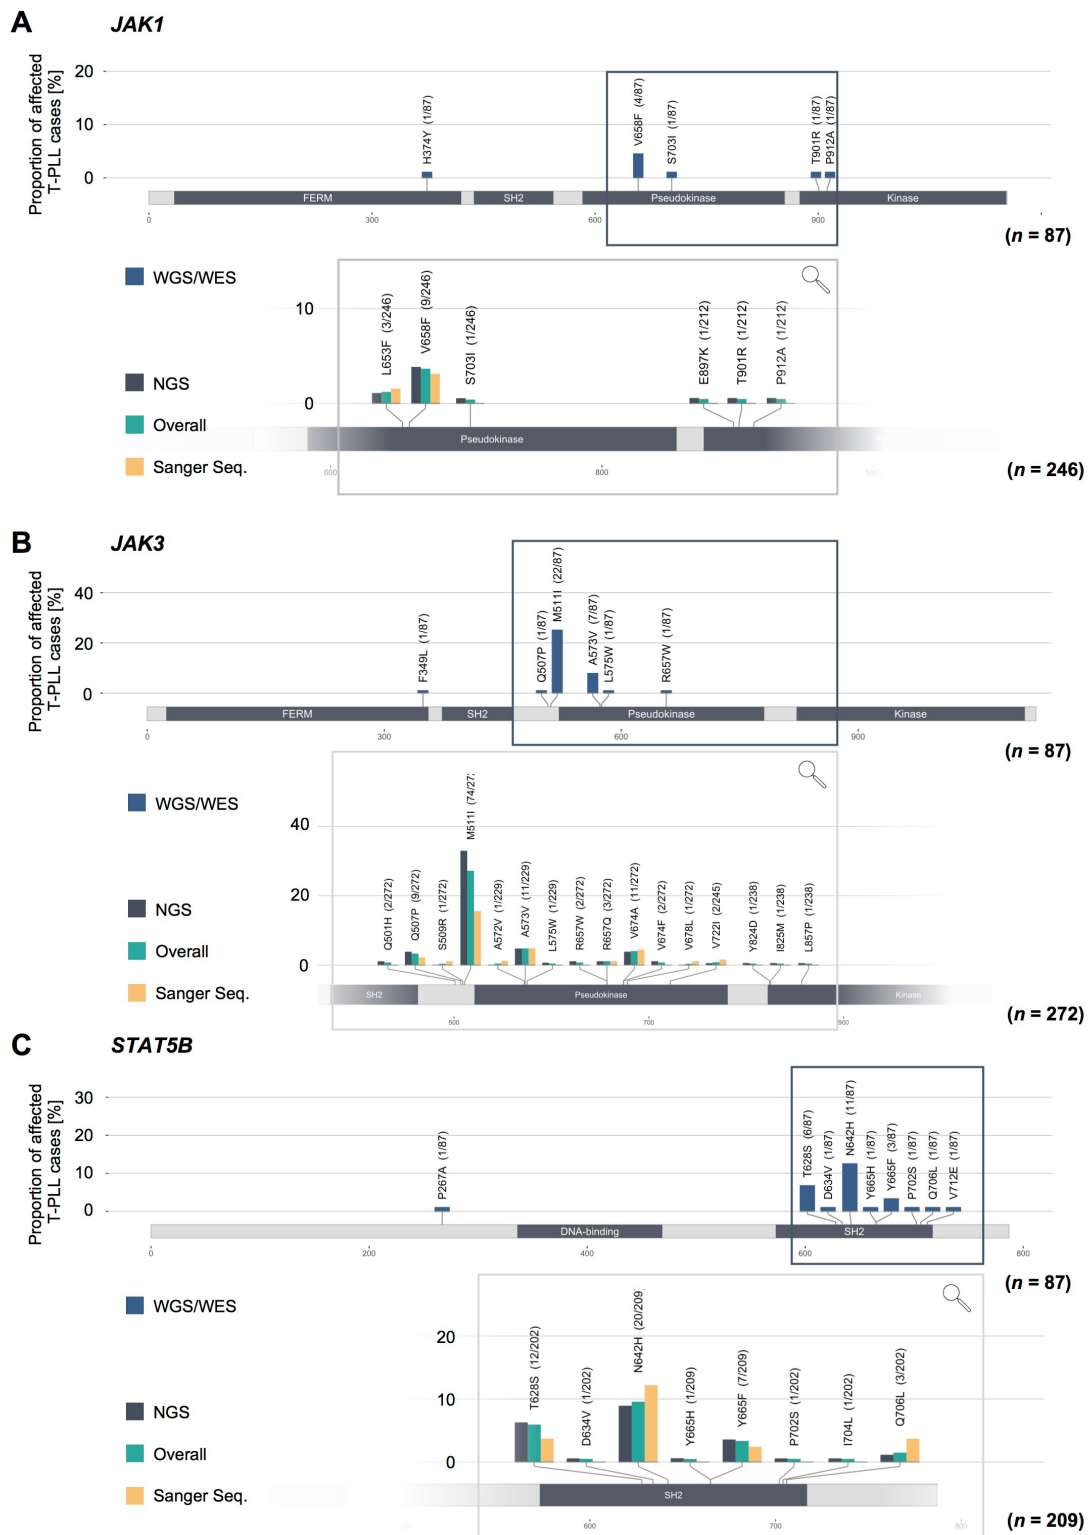 A JAK1
Proportion of affected
T-PLL cases [%]
20
10
0
H374Y (1/87)
V658F (4/87)
S703I (1/87)
T901R (1/87)
P912A (1/87)
FERM SH2 Pseudokinase Kinase
0 300 600 900
(n = 87)
WGS/WES
NGS
Overall
Sanger Seq.
10
0
L653F (3/246)
V658F (9/246)
S703I (1/246)
E897K (1/212)
T901R (1/212)
P912A (1/212)
Pseudokinase
600 800
(n = 246)
B JAK3
Proportion of affected
T-PLL cases [%]
40
20
0
F349L (1/87)
Q507P (1/87)
M511I (22/87)
A573V (7/87)
L575W (1/87)
R657W (1/87)
FERM SH2 Pseudokinase Kinase
0 300 600 900
(n = 87)
WGS/WES
NGS
Overall
Sanger Seq.
40
20
0
Q501H (2/272)
Q507P (9/272)
S509R (1/272)
M511I (74/27
A572V (1/229)
A573V (11/229)
L575W (1/229)
R657W (2/272)
R657Q (3/272)
V674A (11/272)
V674F (2/272)
V678L (1/272)
V722I (2/245)
Y824D (1/238)
I825M (1/238)
L857P (1/238)
SH2 Pseudokinase Kinase
500 700 900
(n = 272)
C STAT5B
Proportion of affected
T-PLL cases [%]
30
20
10
0
P267A (1/87)
T628S (6/87)
D634V (1/87)
N642H (11/87)
Y665H (1/87)
Y665F (3/87)
P702S (1/87)
Q706L (1/87)
V712E (1/87)
DNA-binding SH2
0 200 400 600 800
(n = 87)
WGS/WES
NGS
Overall
Sanger Seq.
20
10
0
T628S (12/202)
D634V (1/202)
N642H (20/209)
Y665H (1/209)
Y665F (7/209)
P702S (1/202)
I704L (1/202)
Q706L (3/202)
SH2
600 700 800
(n = 209)